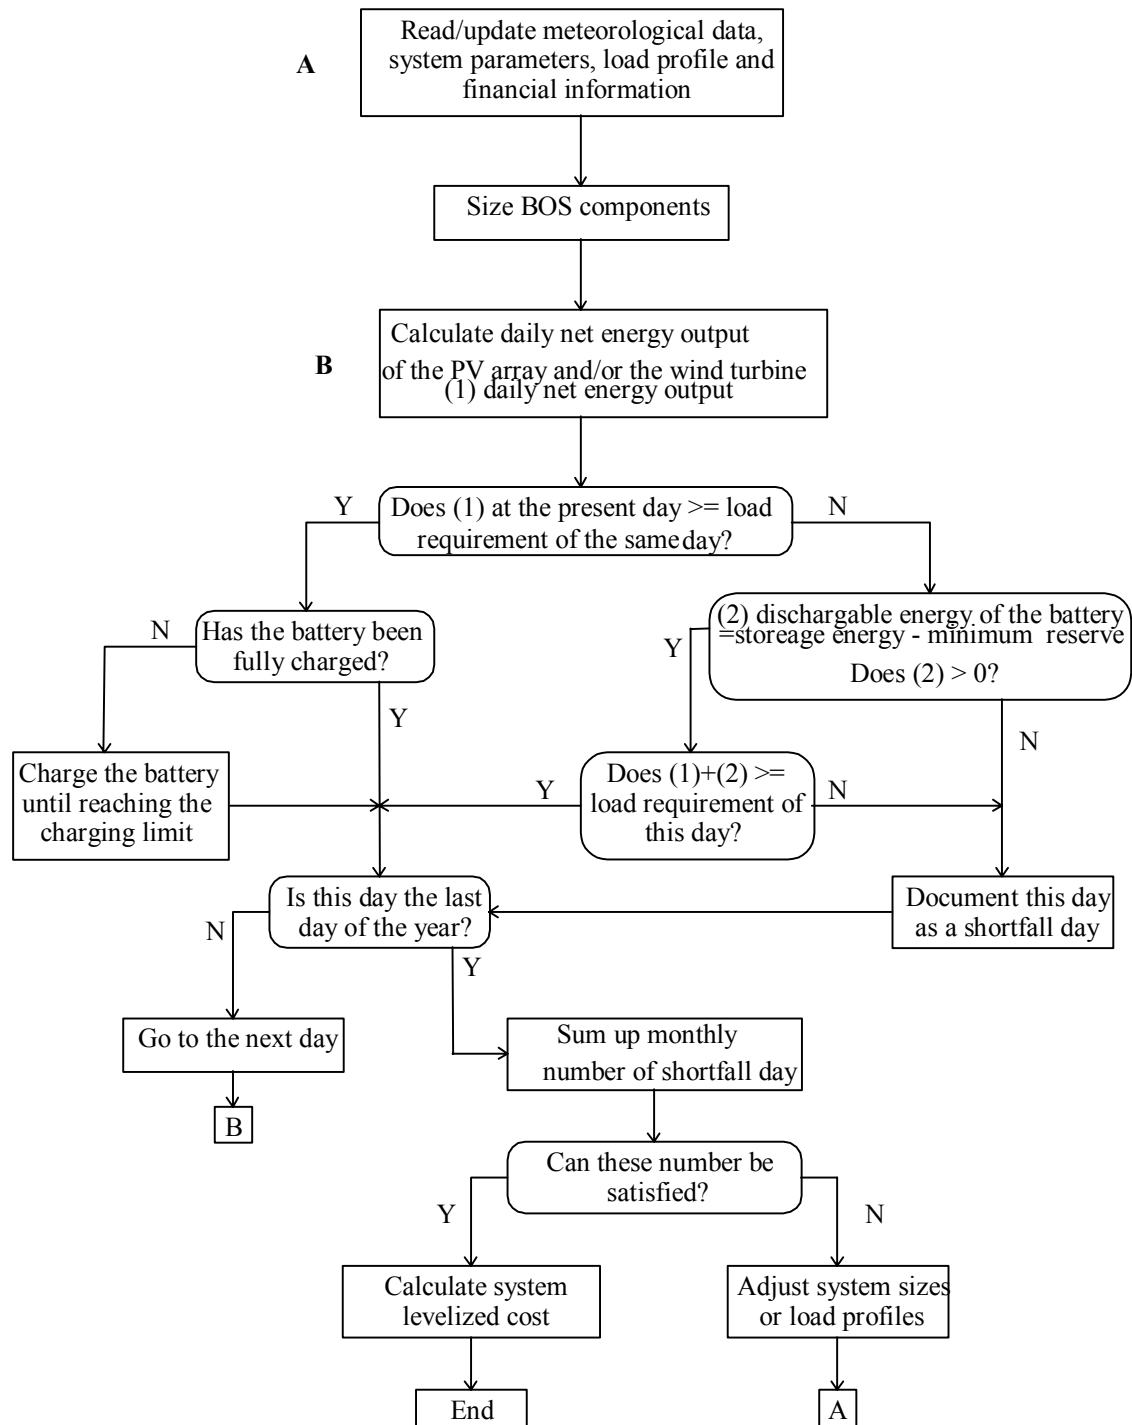 Read/update meteorological data,
system parameters, load profile and
financial information
A
Size BOS components
Calculate daily net energy output
of the PV array and/or the wind turbine
(1) daily net energy output
B
Does (1) at the present day >= load
requirement of the same day?
Y
N
Has the battery been
fully charged?
N
Y
(2) dischargable energy of the battery
=storeage energy - minimum reserve
Does (2) > 0?
Y
N
Charge the battery
until reaching the
charging limit
Does (1)+(2) >=
load requirement of
this day?
Y
N
Is this day the last
day of the year?
N
Y
Document this day
as a shortfall day
Go to the next day
B
Sum up monthly
number of shortfall day
Can these number be
satisfied?
Y
N
Calculate system
levelized cost
Adjust system sizes
or load profiles
End
A